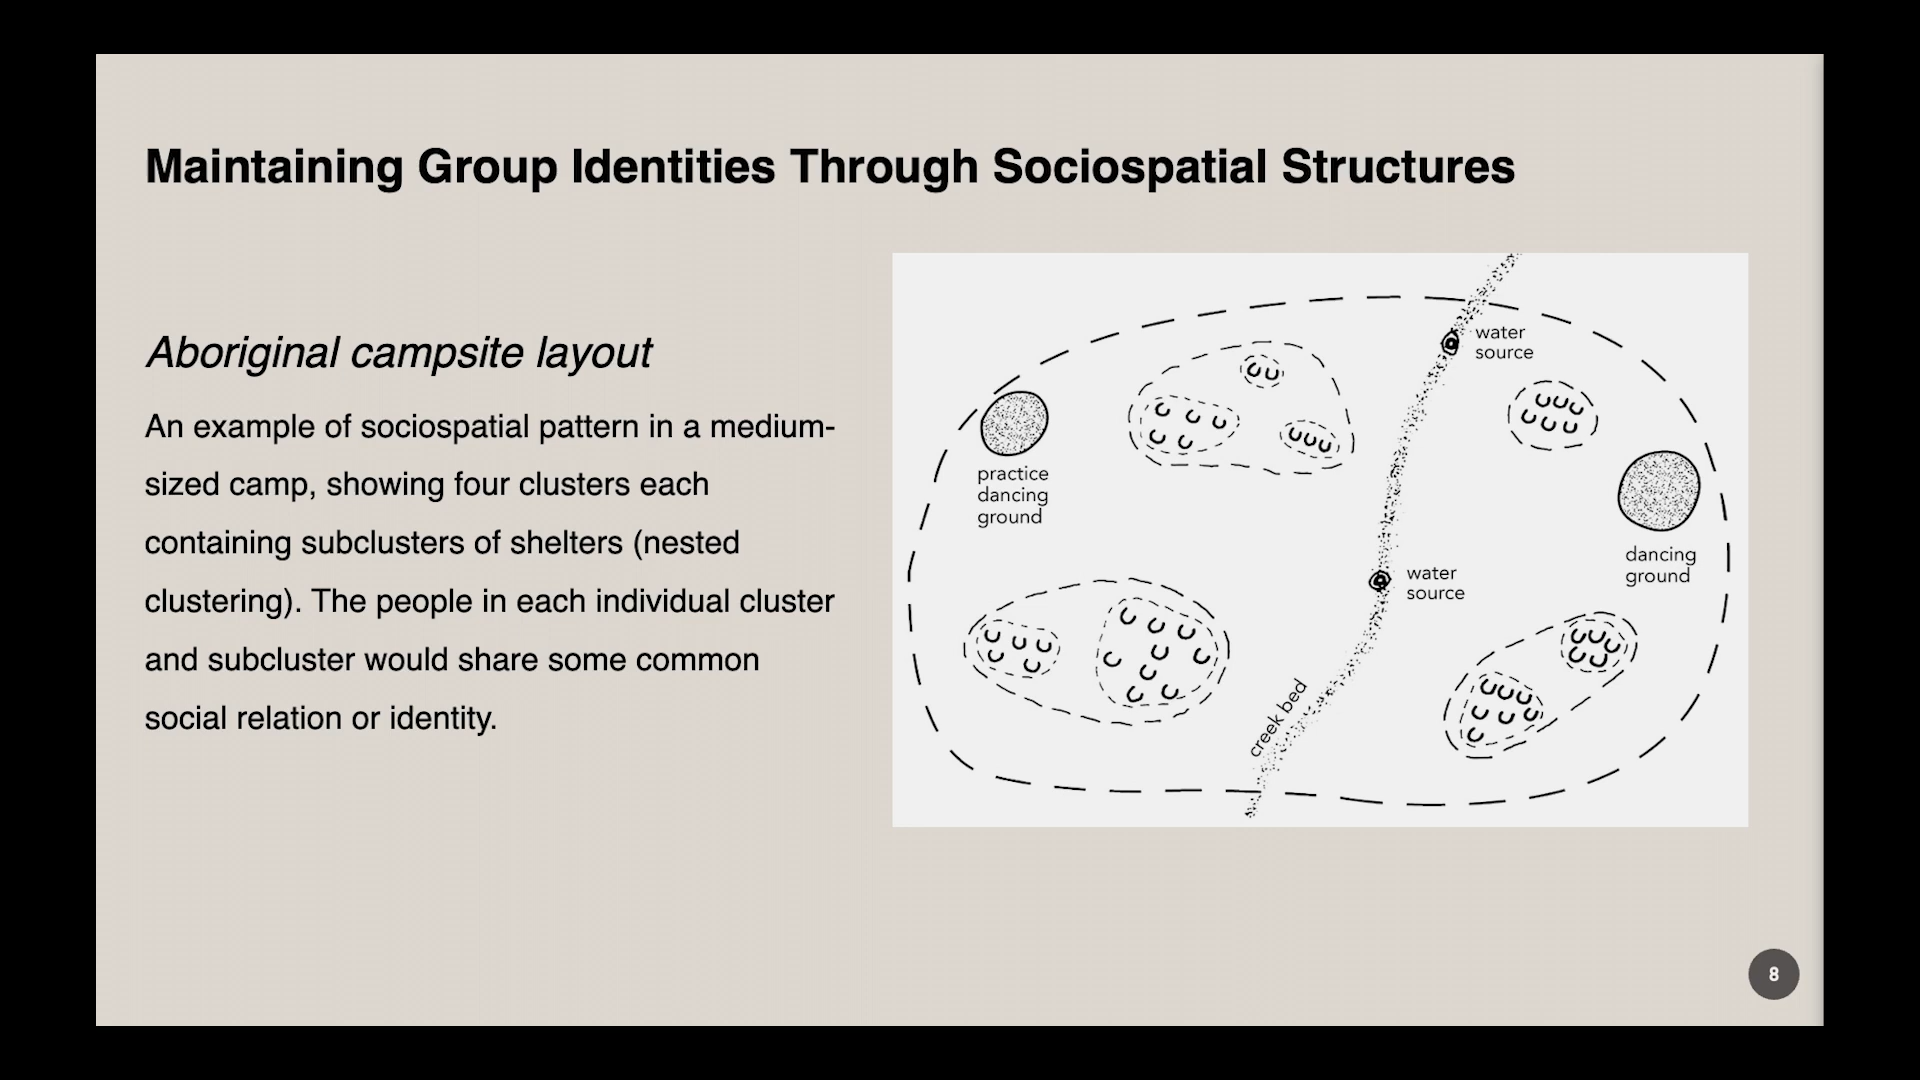 Maintaining Group Identities Through Sociospatial Structures
Aboriginal campsite layout
An example of sociospatial pattern in a medium-
sized camp, showing four clusters each
containing subclusters of shelters (nested
clustering). The people in each individual cluster
and subcluster would share some common
social relation or identity.
water
source
practice
dancing
ground
dancing
ground
water
source
creek bed
8